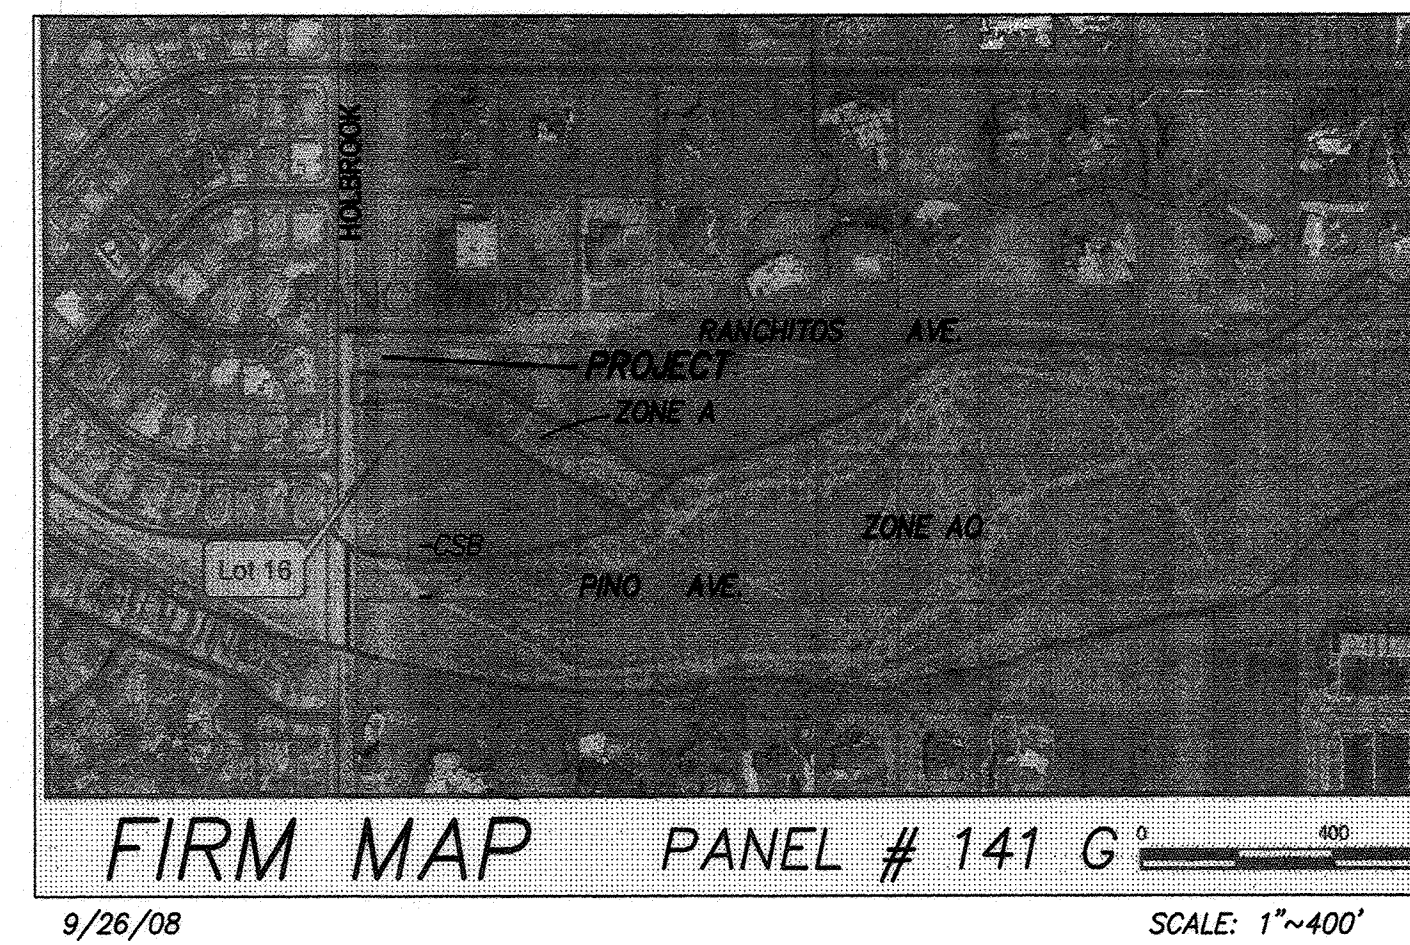 HOLBROOK
RANCHITOS AVE.
PROJECT
ZONE A
ZONE AO
CSB
Lot 16
PINO AVE.
FIRM MAP PANEL # 141 G
0 400
9/26/08 SCALE: 1"~400'